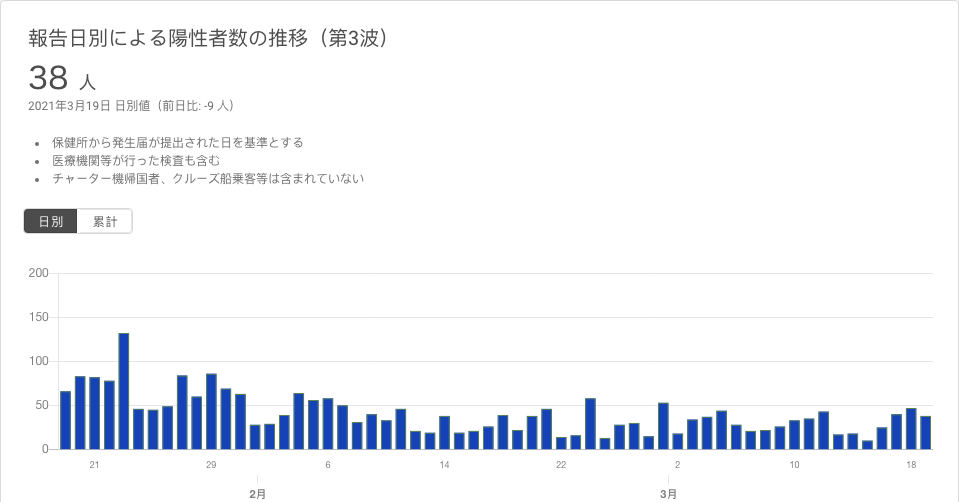 報告日別による陽性者数の推移（第3波）
38 人
2021年3月19日 日別値（前日比: -9 人）
保健所から発生届が提出された日を基準とする
医療機関等が行った検査も含む
チャーター機帰国者、クルーズ船乗客等は含まれていない
日別 累計
200
150
100
50
0
21 29 6 14 22 2 10 18
2月 3月